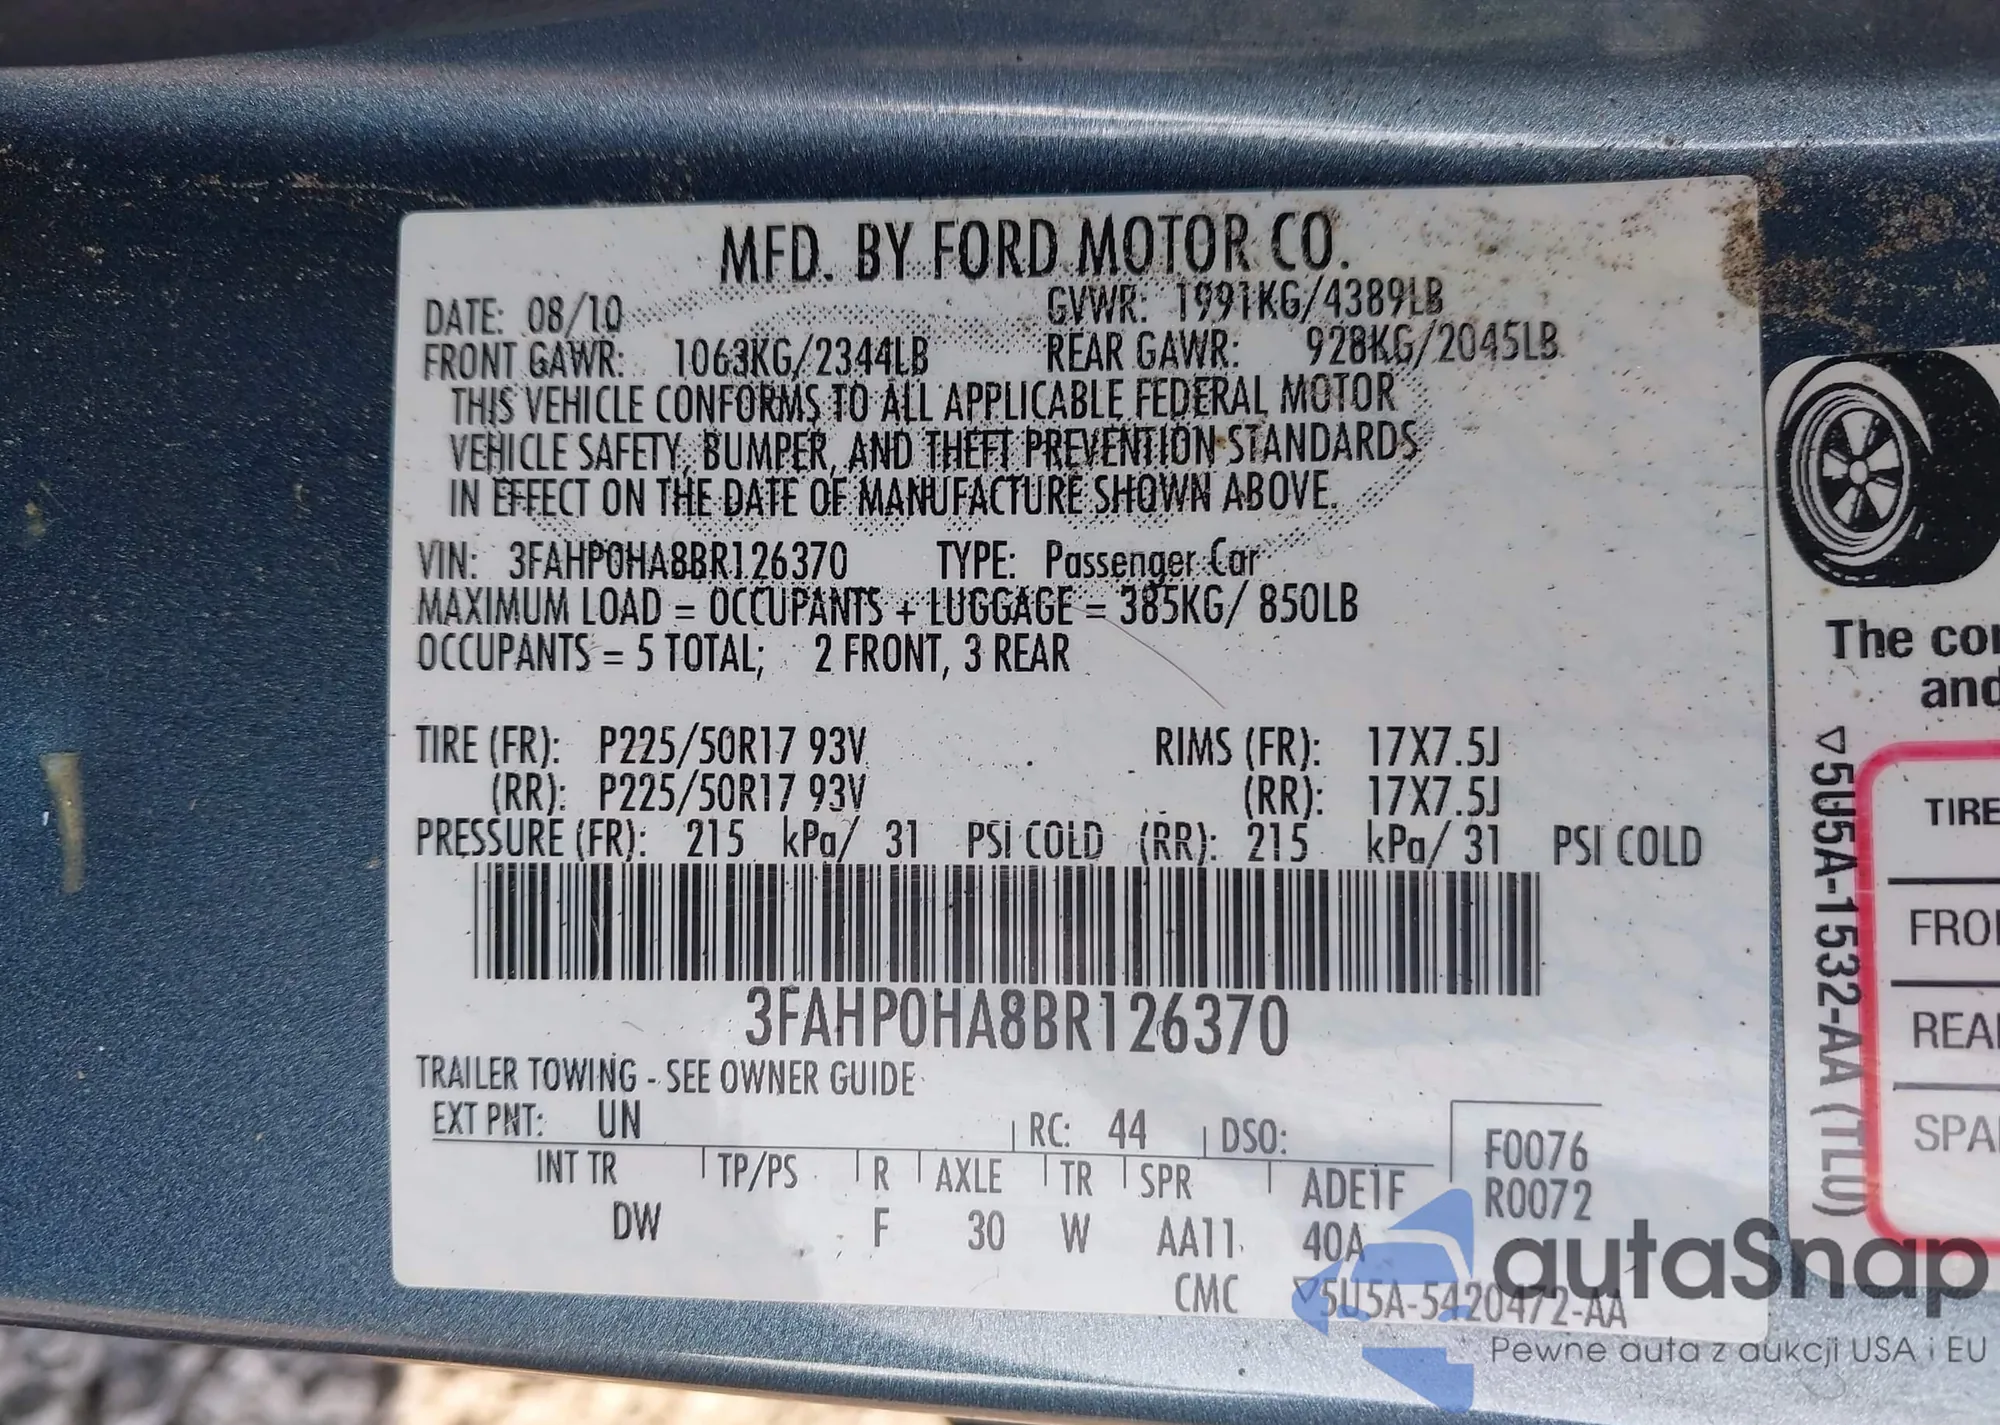 MFD. BY FORD MOTOR CO.
DATE: 08/10 GVWR: 1991KG/4389LB
FRONT GAWR: 1063KG/2344LB REAR GAWR: 928KG/2045LB
THIS VEHICLE CONFORMS TO ALL APPLICABLE FEDERAL MOTOR
VEHICLE SAFETY, BUMPER, AND THEFT PREVENTION STANDARDS
IN EFFECT ON THE DATE OF MANUFACTURE SHOWN ABOVE.
VIN: 3FAHP0HA8BR126370 TYPE: Passenger Car
MAXIMUM LOAD = OCCUPANTS + LUGGAGE = 385KG/ 850LB
OCCUPANTS = 5 TOTAL; 2 FRONT, 3 REAR
TIRE (FR): P225/50R17 93V RIMS (FR): 17X7.5J
(RR): P225/50R17 93V (RR): 17X7.5J
PRESSURE (FR): 215 kPa/ 31 PSI COLD (RR): 215 kPa/ 31 PSI COLD
3FAHP0HA8BR126370
TRAILER TOWING - SEE OWNER GUIDE
EXT PNT: UN RC: 44 DSO:
INT TR TP/PS R AXLE TR SPR ADE1F
DW F 30 W AA11 40A
F0076
R0072
CMC ▽5U5A-5420472-AA
The con
and
▽5U5A-1532-AA (TLU)
TIRE
FRO
REA
SPA
autaSnap
Pewne auta z aukcji USA i EU